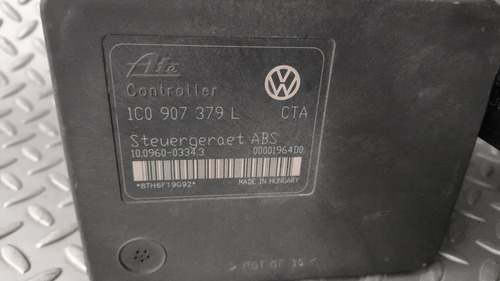 Ate
Controller
1C0 907 379 L CTA
Steuergeraet ABS
10.0960-0334.3 00001964D0
*8TH6F19G92* MADE IN HUNGARY